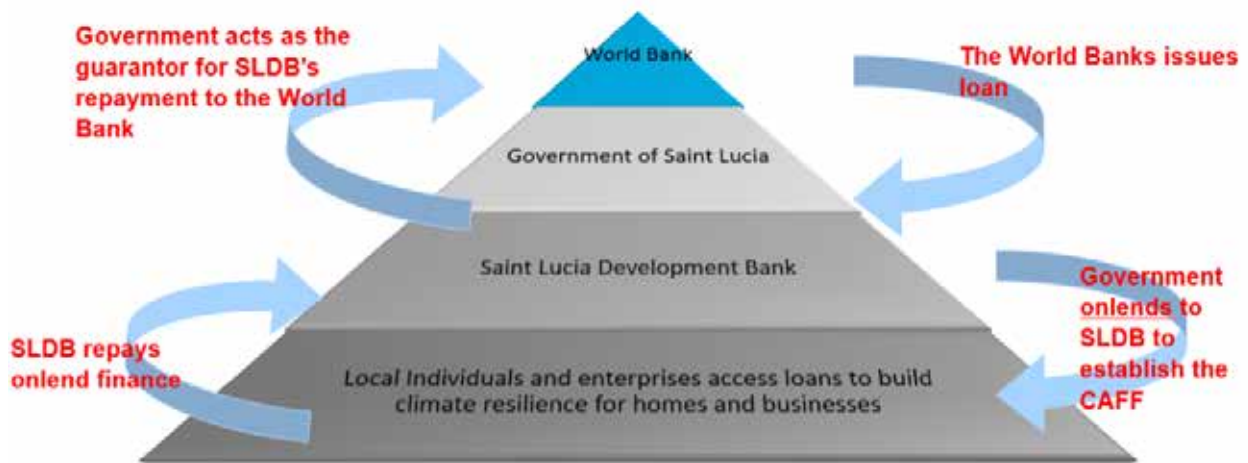 Government acts as the
guarantor for SLDB's
repayment to the World
Bank
World Bank
The World Banks issues
loan
Government of Saint Lucia
Saint Lucia Development Bank
Government
onlends to
SLDB to
establish the
CAFF
SLDB repays
onlend finance
Local Individuals and enterprises access loans to build
climate resilience for homes and businesses